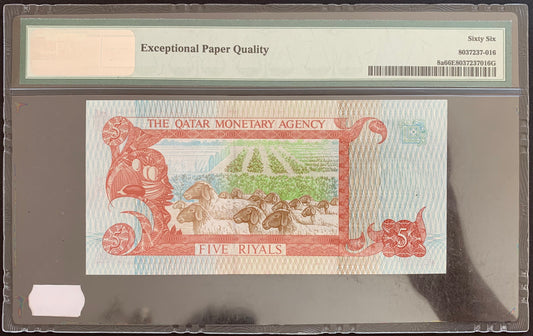 Exceptional Paper Quality
Sixty Six
8037237-016
8a66E8037237016G
THE QATAR MONETARY AGENCY
5
5
FIVE RIYALS